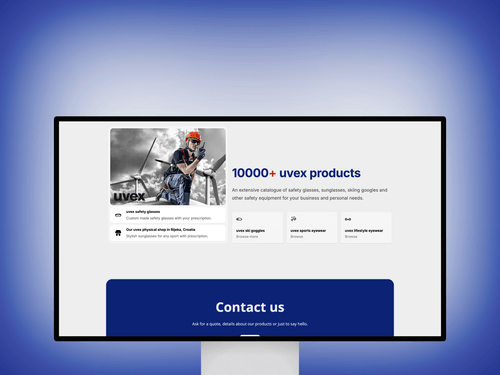 uvex
uvex safety glasses
Custom made safety glasses with your prescription.
Our uvex physical shop in Rijeka, Croatia
Stylish sunglasses for any sport with prescription.
10000+ uvex products
An extensive catalogue of safety glasses, sunglasses, skiing googles and
other safety equipment for your business and personal needs.
uvex ski goggles
Browse more
uvex sports eyewear
Browse
uvex lifestyle eyewear
Browse
Contact us
Ask for a quote, details about our products or just to say hello.